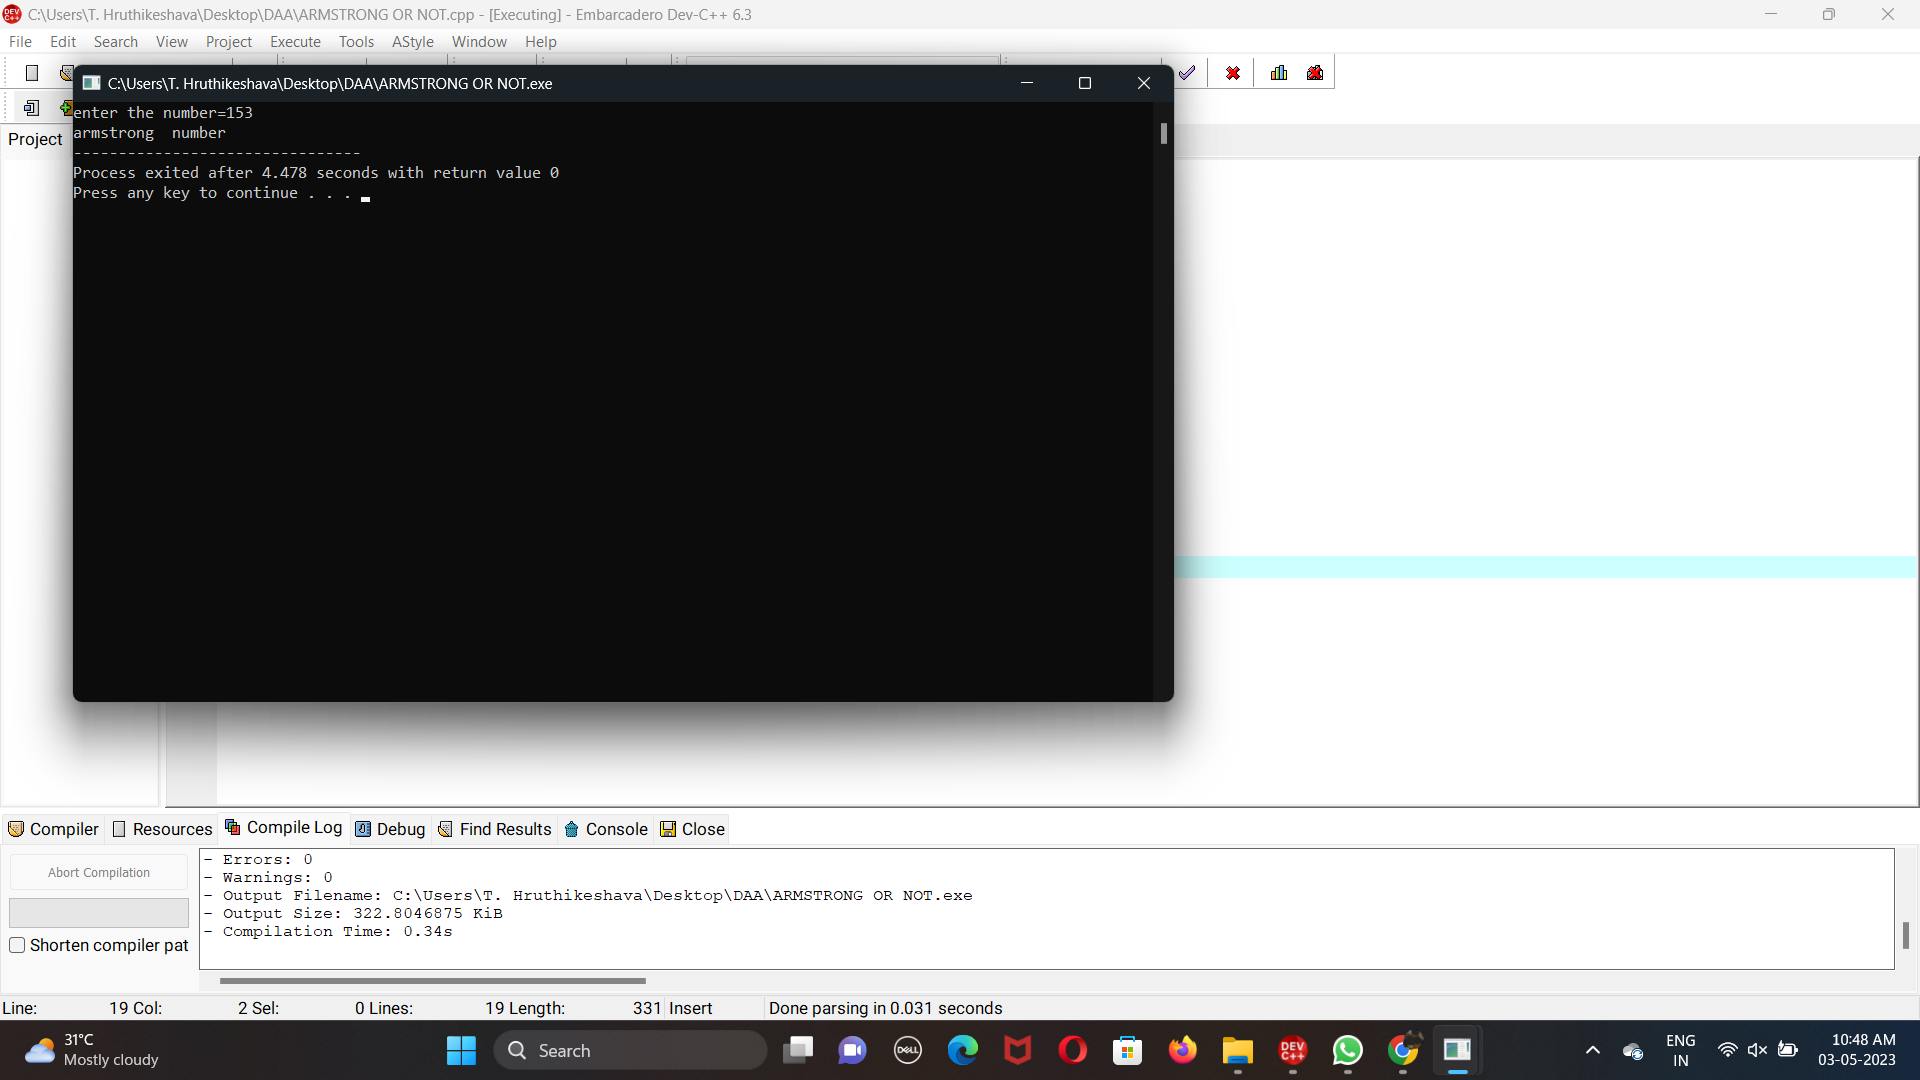 C:\Users\T. Hruthikeshava\Desktop\DAA\ARMSTRONG OR NOT.cpp - [Executing] - Embarcadero Dev-C++ 6.3
File Edit Search View Project Execute Tools AStyle Window Help
C:\Users\T. Hruthikeshava\Desktop\DAA\ARMSTRONG OR NOT.exe
enter the number=153
armstrong  number
--------------------------------
Process exited after 4.478 seconds with return value 0
Press any key to continue . . .
Project
Compiler Resources Compile Log Debug Find Results Console Close
Abort Compilation
Shorten compiler pat
- Errors: 0
- Warnings: 0
- Output Filename: C:\Users\T. Hruthikeshava\Desktop\DAA\ARMSTRONG OR NOT.exe
- Output Size: 322.8046875 KiB
- Compilation Time: 0.34s
Line: 19 Col: 2 Sel: 0 Lines: 19 Length: 331 Insert Done parsing in 0.031 seconds
31°C
Mostly cloudy
Search
DELL
DEV C++
ENG
IN
10:48 AM
03-05-2023